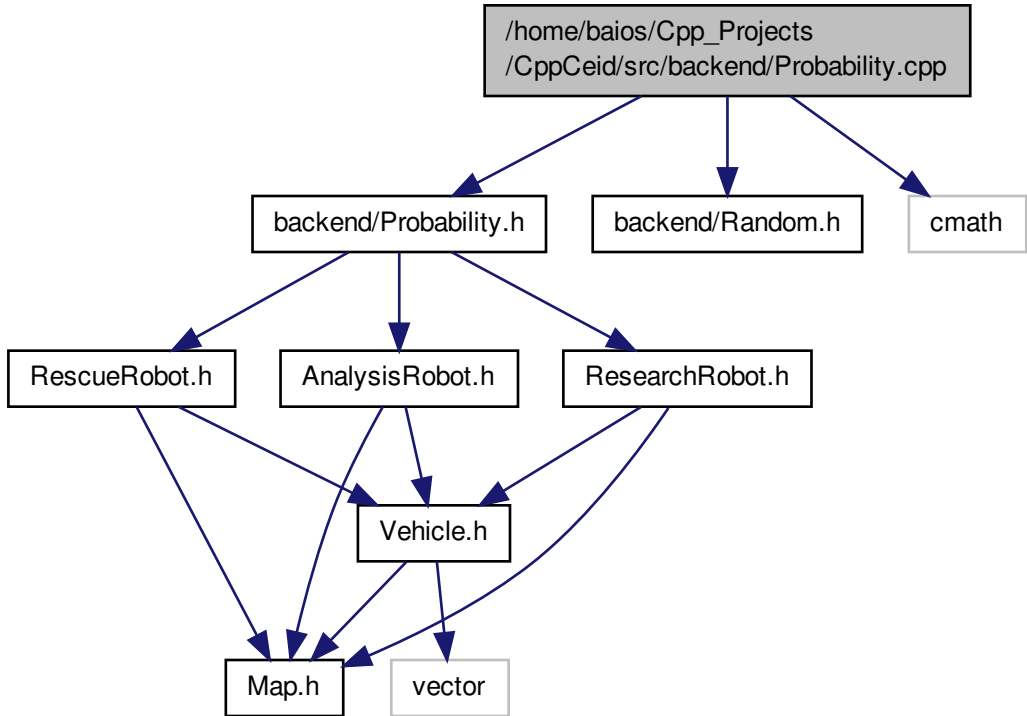 /home/baios/Cpp_Projects
/CppCeid/src/backend/Probability.cpp
backend/Probability.h
backend/Random.h
cmath
RescueRobot.h
AnalysisRobot.h
ResearchRobot.h
Vehicle.h
Map.h
vector